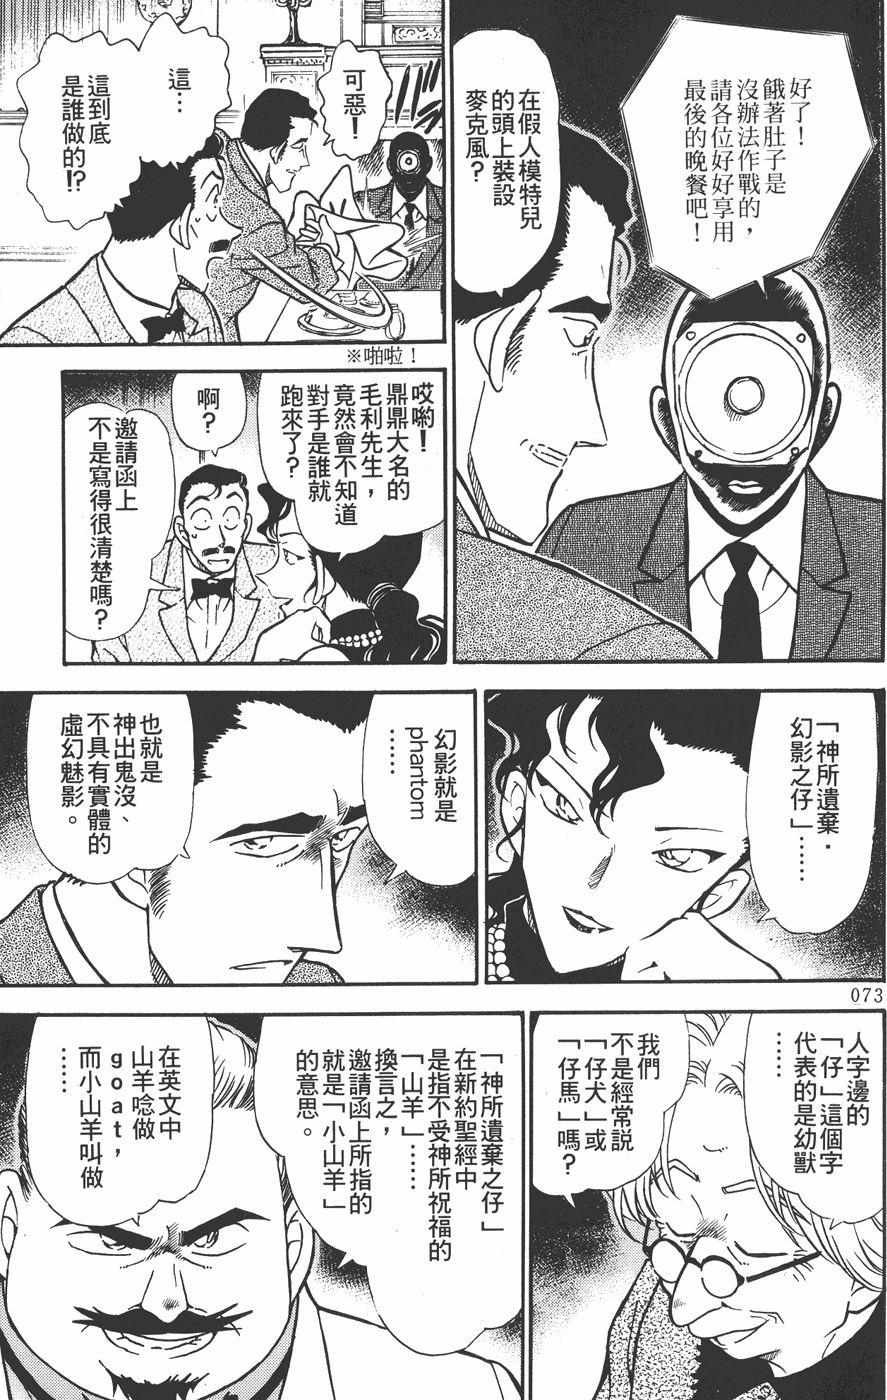 好了！
餓著肚子是
沒辦法作戰的，
請各位好好享用
最後的晚餐吧！
在假人模特兒
的頭上裝設
麥克風？
可惡！
這…
這到底
是誰做的!?
※啪啦！
哎喲！
鼎鼎大名的
毛利先生，
竟然會不知道
對手是誰就
跑來了？
啊？
邀請函上
不是寫得很清楚嗎？
「神所遺棄．
幻影之仔」……
幻影就是
phantom
……
也就是
神出鬼沒、
不具有實體的
虛幻魅影。
073
人字邊的
「仔」這個字
代表的是幼獸
……
我們
不是經常說
「仔犬」或
「仔馬」嗎？
「神所遺棄之仔」
在新約聖經中
是指不受神所祝福的
「山羊」……
換言之，
邀請函上所指的
就是「小山羊」
的意思。
在英文中
山羊唸做
goat，
而小山羊叫做
……